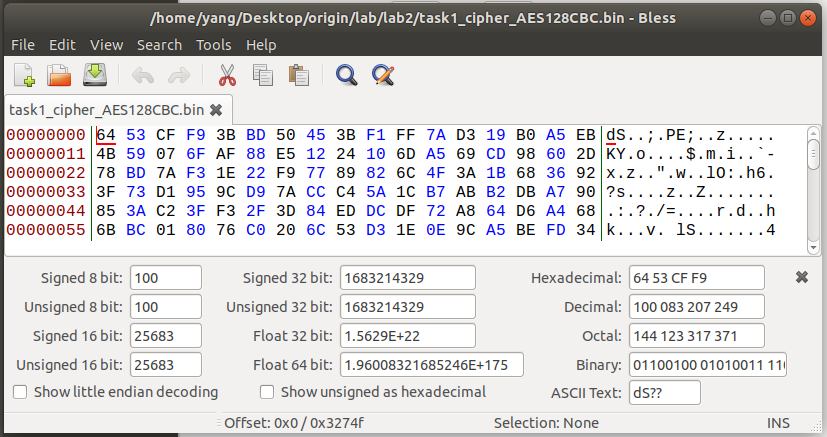 /home/yang/Desktop/origin/lab/lab2/task1_cipher_AES128CBC.bin - Bless
File Edit View Search Tools Help
task1_cipher_AES128CBC.bin
00000000 64 53 CF F9 3B BD 50 45 3B F1 FF 7A D3 19 B0 A5 EB dS..;.PE;..z.....
00000011 4B 59 07 6F AF 88 E5 12 24 10 6D A5 69 CD 98 60 2D KY.o....$.m.i..`-
00000022 78 BD 7A F3 1E 22 F9 77 89 82 6C 4F 3A 1B 68 36 92 x.z..".w..lO:.h6.
00000033 3F 73 D1 95 9C D9 7A CC C4 5A 1C B7 AB B2 DB A7 90 ?s....z..Z.......
00000044 85 3A C2 3F F3 2F 3D 84 ED DC DF 72 A8 64 D6 A4 68 .:.?./=....r.d..h
00000055 6B BC 01 80 76 C0 20 6C 53 D3 1E 0E 9C A5 BE FD 34 k...v. lS.......4
Signed 8 bit: 100 Signed 32 bit: 1683214329 Hexadecimal: 64 53 CF F9
Unsigned 8 bit: 100 Unsigned 32 bit: 1683214329 Decimal: 100 083 207 249
Signed 16 bit: 25683 Float 32 bit: 1.5629E+22 Octal: 144 123 317 371
Unsigned 16 bit: 25683 Float 64 bit: 1.96008321685246E+175 Binary: 01100100 01010011 110
Show little endian decoding Show unsigned as hexadecimal ASCII Text: dS??
Offset: 0x0 / 0x3274f Selection: None INS